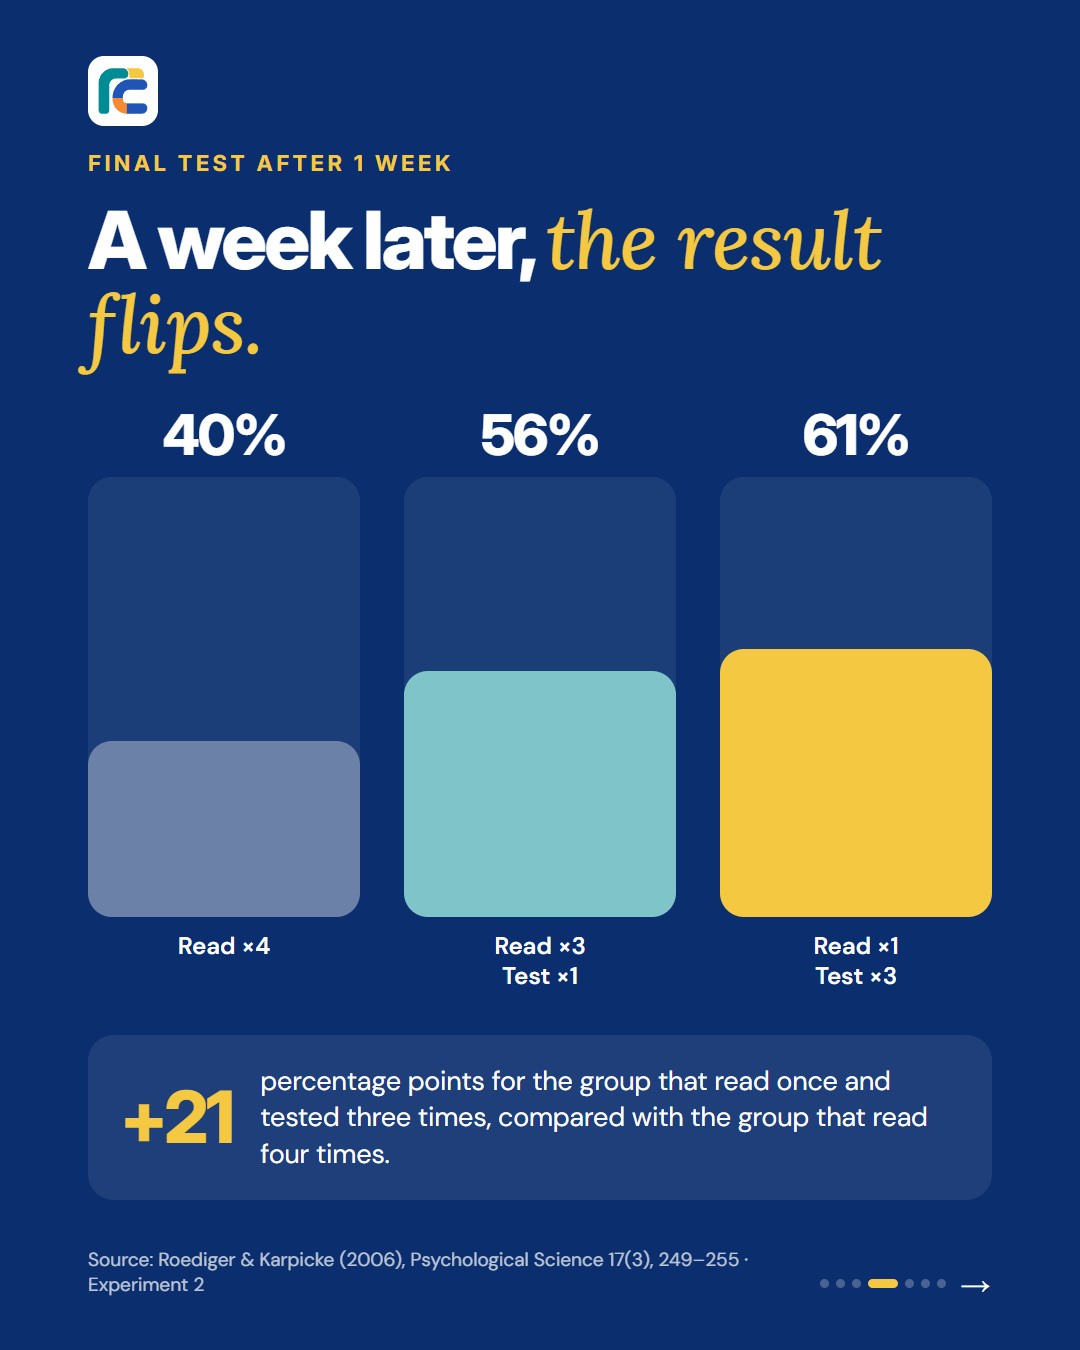 FINAL TEST AFTER 1 WEEK
A week later, the result
flips.
40%
56%
61%
Read ×4
Read ×3
Test ×1
Read ×1
Test ×3
+21
percentage points for the group that read once and
tested three times, compared with the group that read
four times.
Source: Roediger & Karpicke (2006), Psychological Science 17(3), 249–255 ·
Experiment 2
→